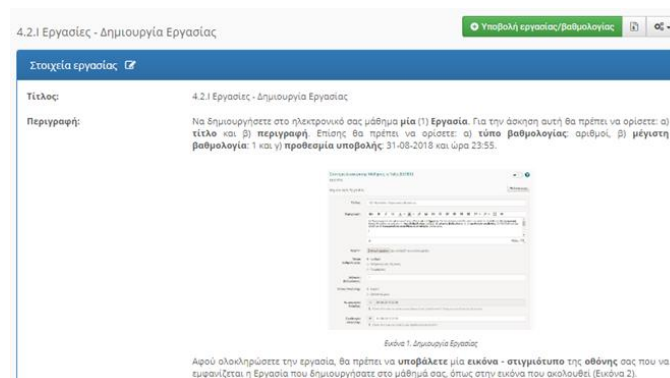 4.2.1 Εργασίες - Δημιουργία Εργασίας
Υποβολή εργασίας/βαθμολογίας
Στοιχεία εργασίας
Τίτλος:
4.2.1 Εργασίες - Δημιουργία Εργασίας
Περιγραφή:
Να δημιουργήσετε στο ηλεκτρονικό σας μάθημα μία (1) Εργασία. Για την άσκηση αυτή θα πρέπει να ορίσετε: α)
τίτλο και β) περιγραφή. Επίσης θα πρέπει να ορίσετε: α) τύπο βαθμολογίας: αριθμοί, β) μέγιστη
βαθμολογία: 1 και γ) προθεσμία υποβολής: 31-08-2018 και ώρα 23:55.
Εικόνα 1. Δημιουργία Εργασίας
Αφού ολοκληρώσετε την εργασία, θα πρέπει να υποβάλετε μία εικόνα - στιγμιότυπο της οθόνης σας που να
εμφανίζεται η Εργασία που δημιουργήσατε στο μάθημά σας, όπως στην εικόνα που ακολουθεί (Εικόνα 2).